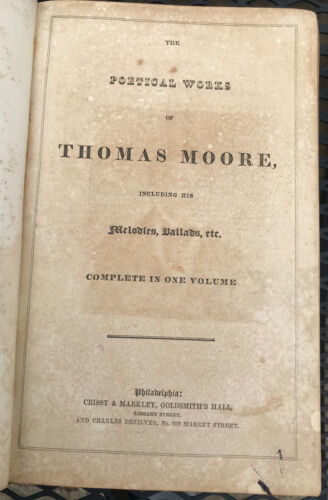 THE
POETICAL WORKS
OF
THOMAS MOORE,
INCLUDING HIS
Melodies, Ballads, etc.
COMPLETE IN ONE VOLUME
Philadelphia:
CRISSY & MARKLEY, GOLDSMITH'S HALL,
LIBRARY STREET,
AND CHARLES DESILVER, No. 253 MARKET STREET.